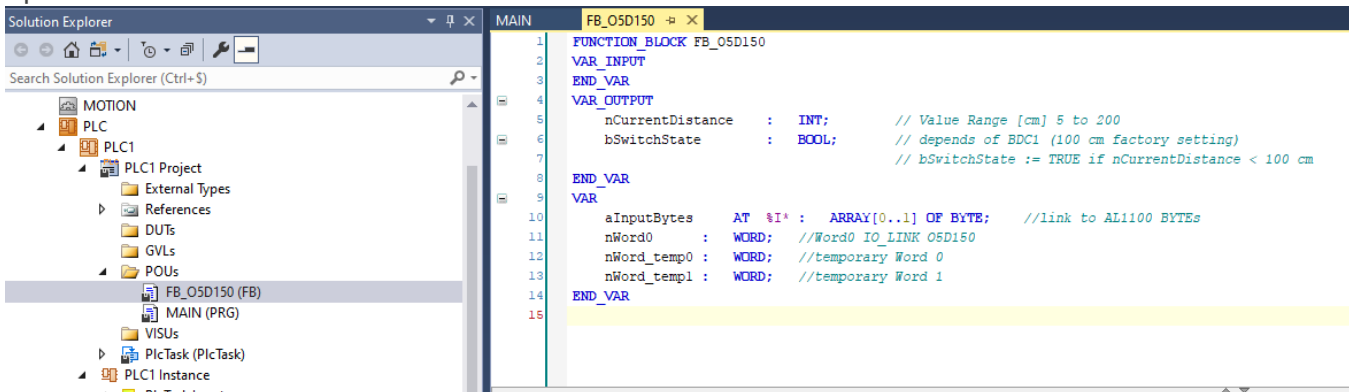 Solution Explorer
Search Solution Explorer (Ctrl+$)
MOTION
PLC
PLC1
PLC1 Project
External Types
References
DUTs
GVLs
POUs
FB_O5D150 (FB)
MAIN (PRG)
VISUs
PlcTask (PlcTask)
PLC1 Instance
MAIN FB_O5D150
1 FUNCTION_BLOCK FB_O5D150
2 VAR_INPUT
3 END_VAR
4 VAR_OUTPUT
5 nCurrentDistance : INT; // Value Range [cm] 5 to 200
6 bSwitchState : BOOL; // depends of BDC1 (100 cm factory setting)
7 // bSwitchState := TRUE if nCurrentDistance < 100 cm
8 END_VAR
9 VAR
10 aInputBytes AT %I* : ARRAY[0..1] OF BYTE; //link to AL1100 BYTEs
11 nWord0 : WORD; //Word0 IO_LINK O5D150
12 nWord_temp0 : WORD; //temporary Word 0
13 nWord_temp1 : WORD; //temporary Word 1
14 END_VAR
15